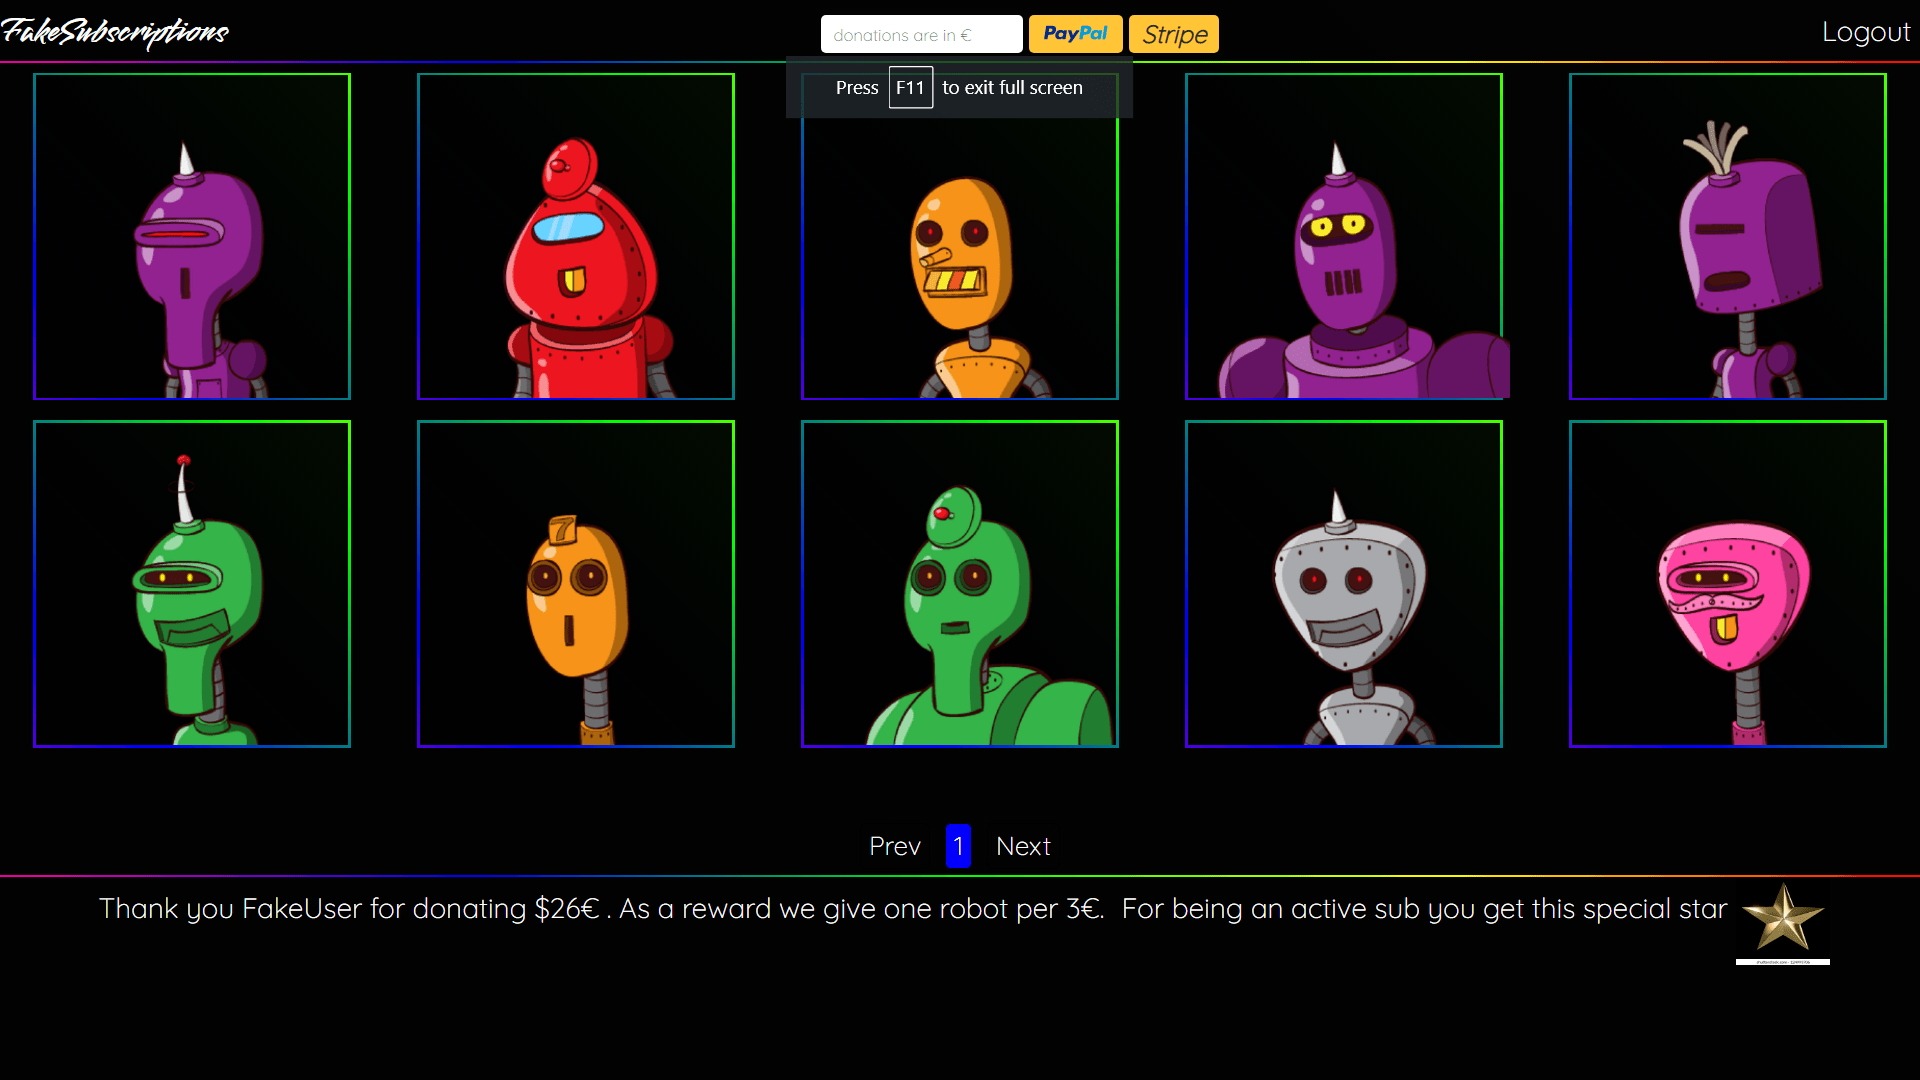 FakeSubscriptions
donations are in €
PayPal
Stripe
Logout
Press F11 to exit full screen
7
Prev 1 Next
Thank you FakeUser for donating $26€ . As a reward we give one robot per 3€. For being an active sub you get this special star